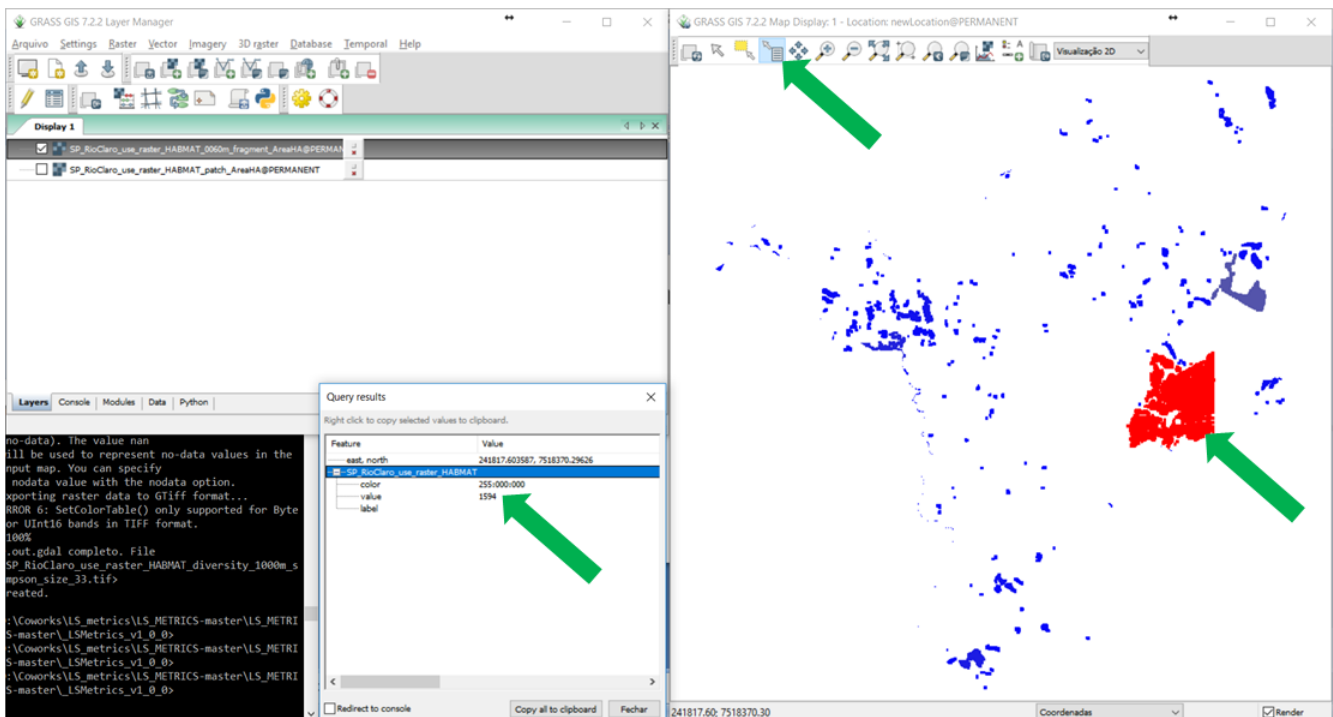 GRASS GIS 7.2.2 Layer Manager
Arquivo Settings Raster Vector Imagery 3D raster Database Temporal Help
Display 1
SP_RioClaro_use_raster_HABMAT_0060m_fragment_AreaHA@PERMAN
SP_RioClaro_use_raster_HABMAT_patch_AreaHA@PERMANENT
Layers Console Modules Data Python
no-data). The value nan
ill be used to represent no-data values in the
nput map. You can specify
nodata value with the nodata option.
xporting raster data to GTiff format...
RROR 6: SetColorTable() only supported for Byte
or UInt16 bands in TIFF format.
100%
.out.gdal completo. File
SP_RioClaro_use_raster_HABMAT_diversity_1000m_s
mpson_size_33.tif>
reated.
:\Coworks\LS_metrics\LS_METRICS-master\LS_METRI
S-master\_LSMetrics_v1_0_0>
:\Coworks\LS_metrics\LS_METRICS-master\LS_METRI
S-master\_LSMetrics_v1_0_0>
:\Coworks\LS_metrics\LS_METRICS-master\LS_METRI
S-master\_LSMetrics_v1_0_0>
Query results
Right click to copy selected values to clipboard.
Feature Value
east, north 241817.603587, 7518370.29626
SP_RioClaro_use_raster_HABMAT
color 255:000:000
value 1594
label
Redirect to console Copy all to clipboard Fechar
GRASS GIS 7.2.2 Map Display: 1 - Location: newLocation@PERMANENT
Visualização 2D
241817.60; 7518370.30 Coordenadas Render